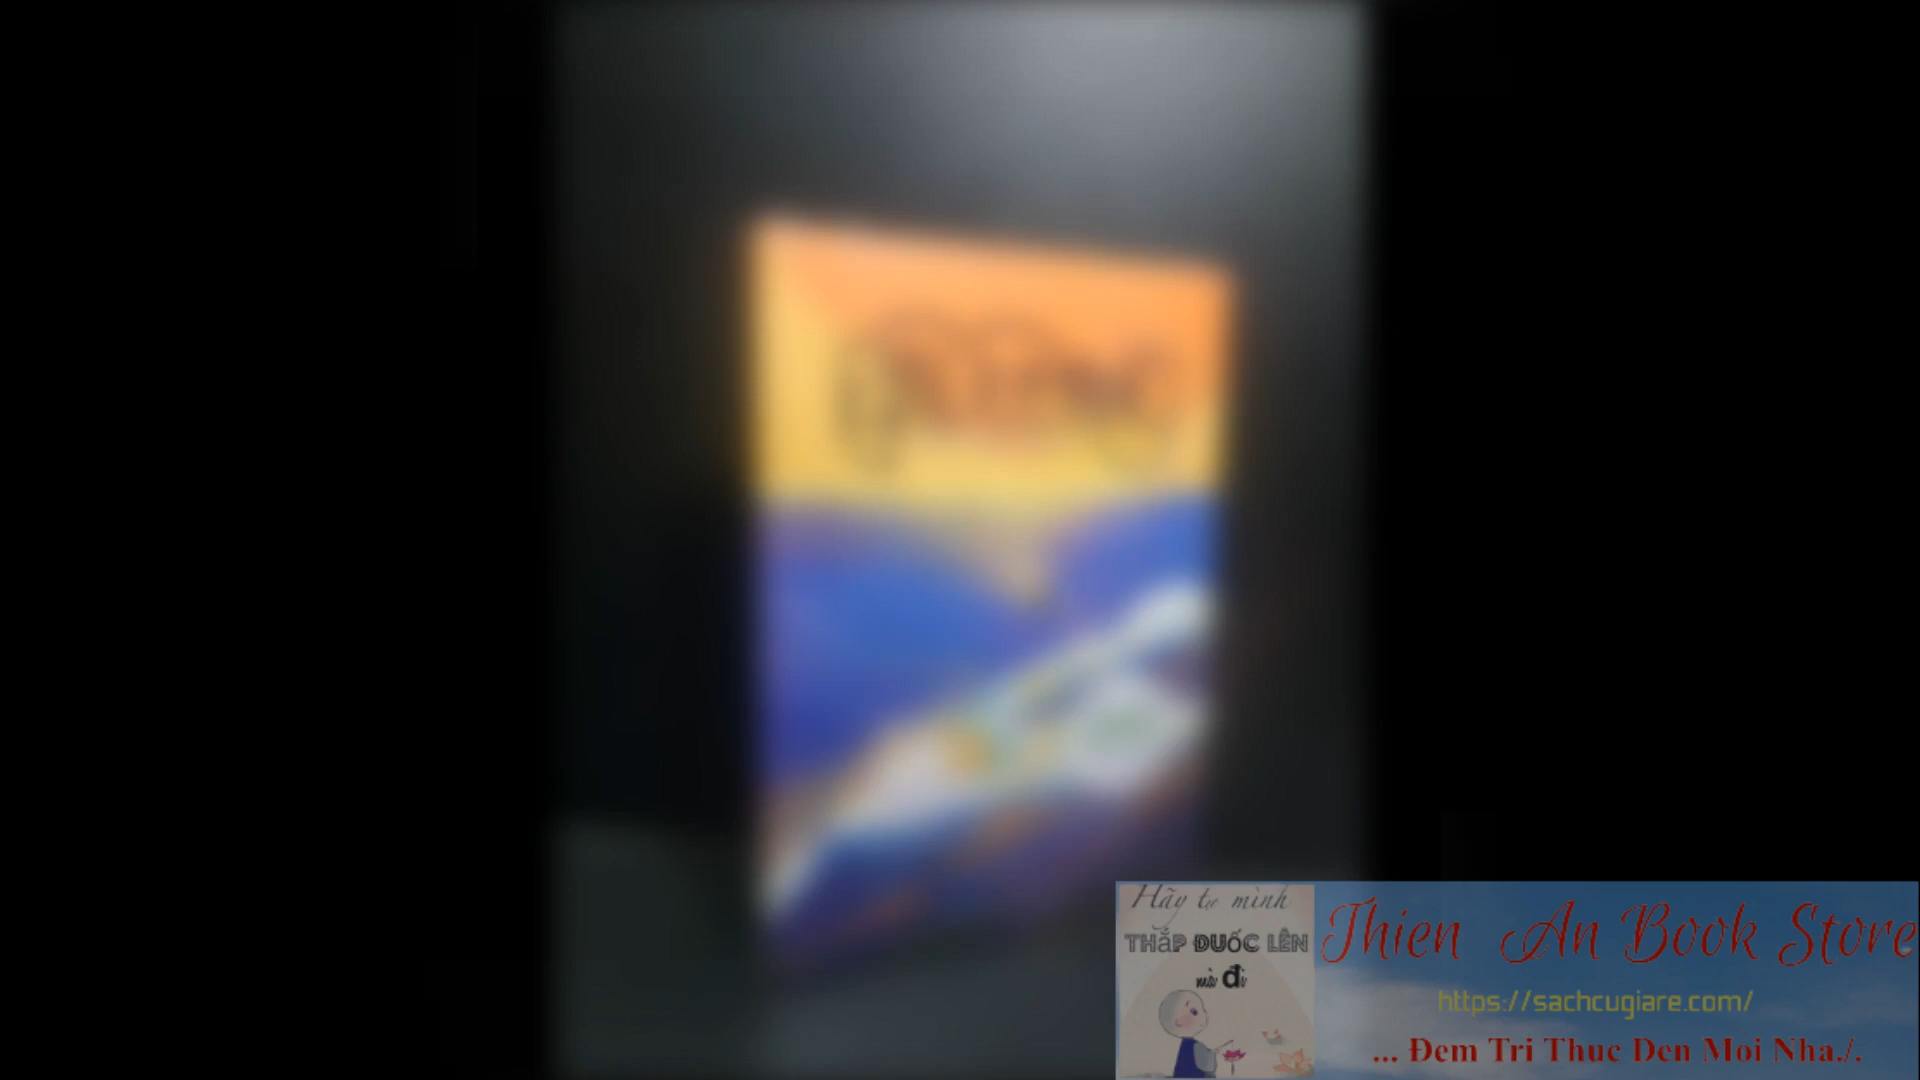 Hãy tự mình
THẮP ĐUỐC LÊN
mà đi
Thien An Book Store
https://sachcugiare.com/
... Đem Tri Thuc Den Moi Nha./.